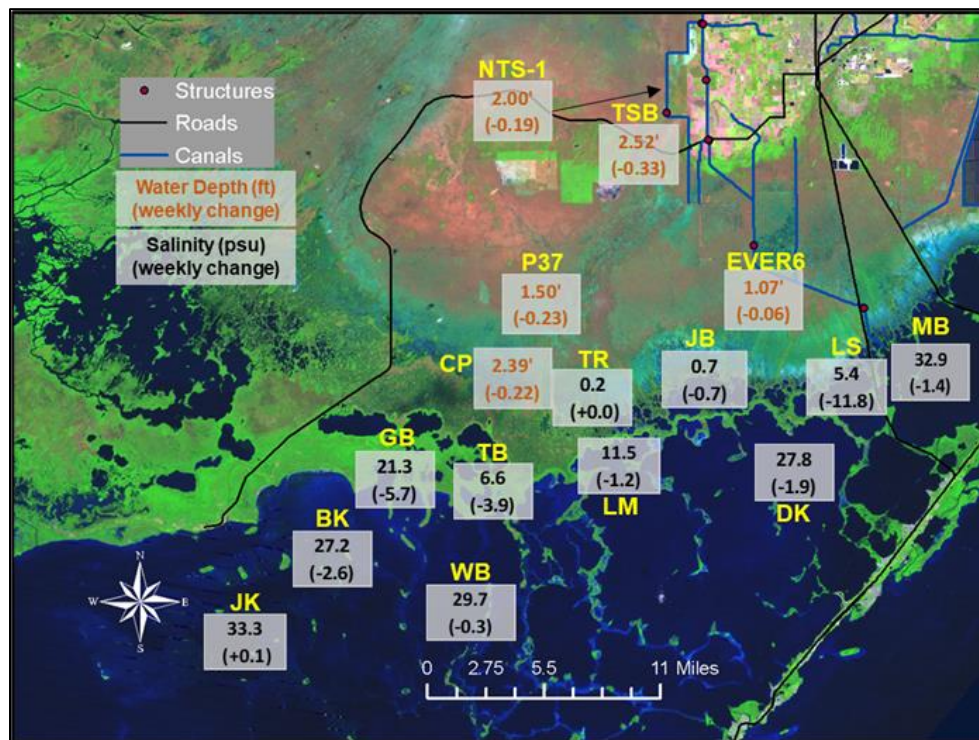 NTS-1
2.00'
(-0.19)
TSB
2.52'
(-0.33)
Structures
Roads
Canals
Water Depth (ft)
(weekly change)
Salinity (psu)
(weekly change)
P37
1.50'
(-0.23)
EVER6
1.07'
(-0.06)
CP
2.39'
(-0.22)
TR
0.2
(+0.0)
JB
0.7
(-0.7)
LS
5.4
(-11.8)
MB
32.9
(-1.4)
GB
21.3
(-5.7)
TB
6.6
(-3.9)
11.5
(-1.2)
LM
27.8
(-1.9)
DK
BK
27.2
(-2.6)
WB
29.7
(-0.3)
JK
33.3
(+0.1)
N
W
E
S
0 2.75 5.5 11 Miles